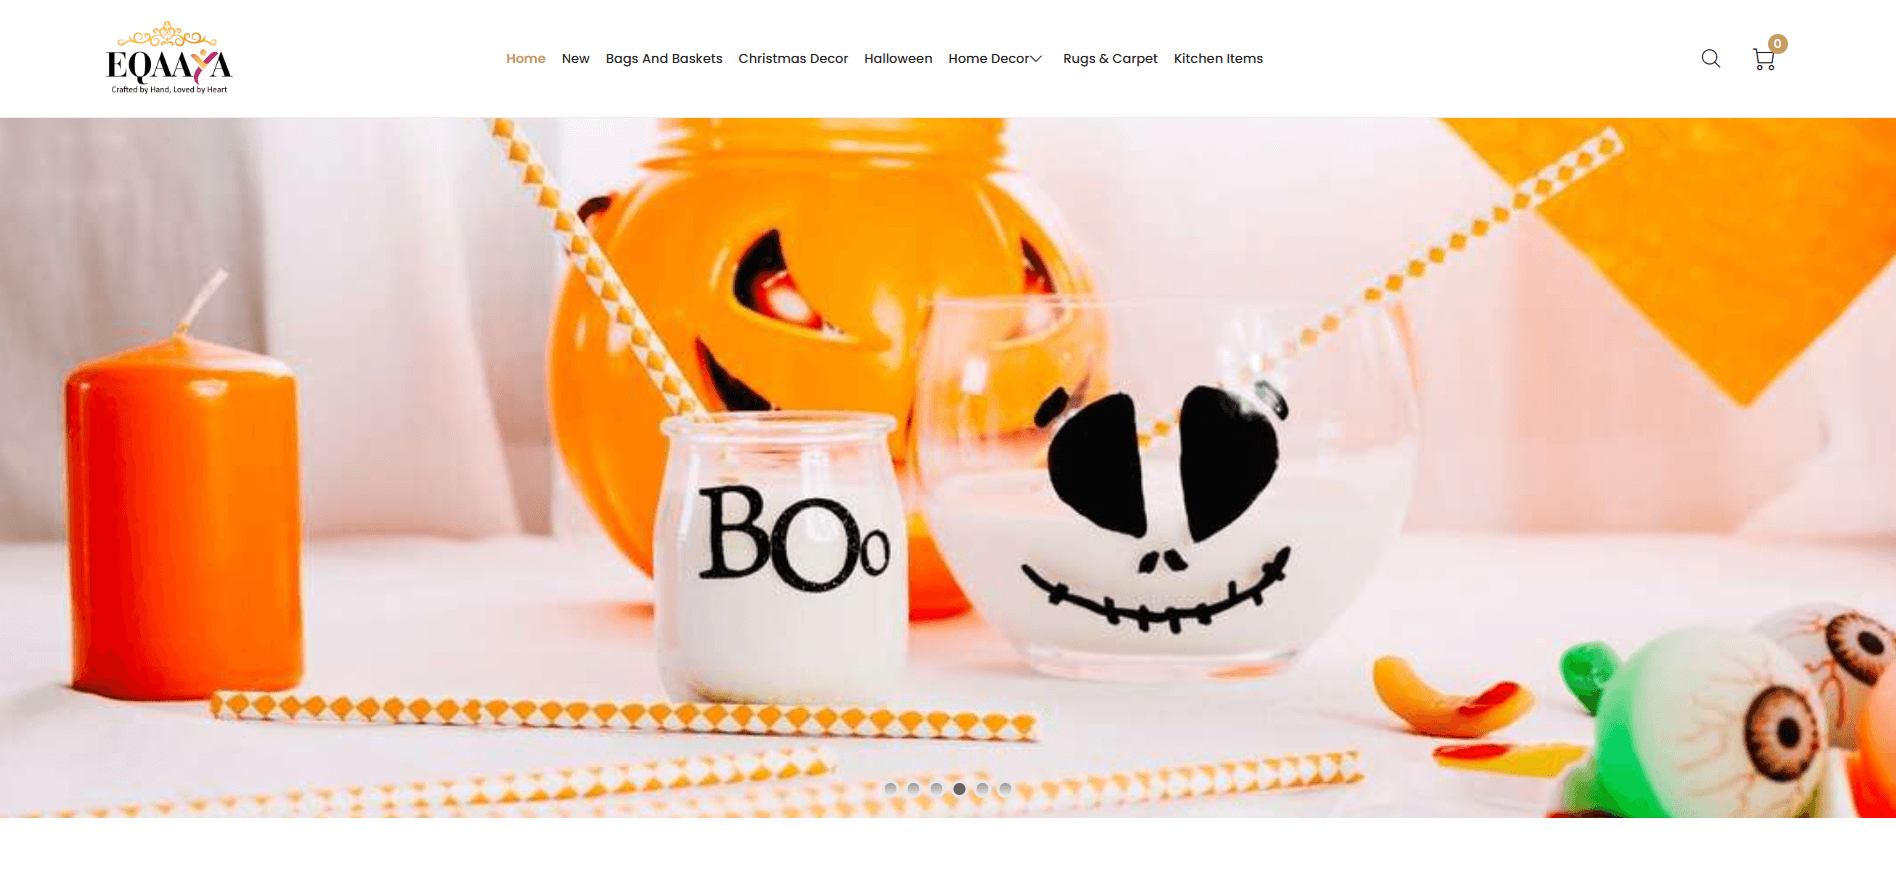 EQAAYA
Crafted by Hand, Loved by Heart
Home New Bags And Baskets Christmas Decor Halloween Home Decor Rugs & Carpet Kitchen Items
0
BOo